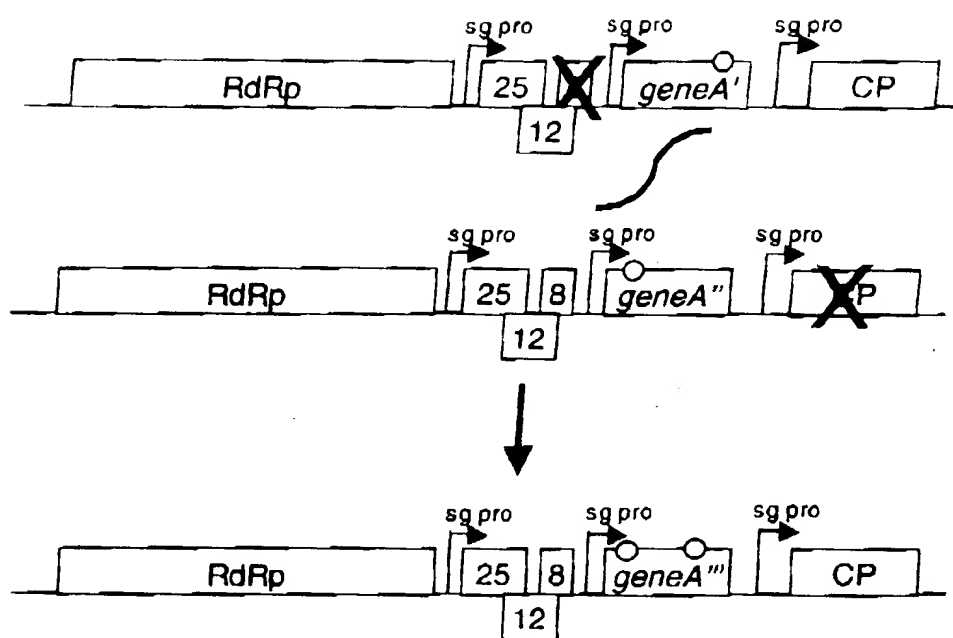 sg pro sg pro sg pro
RdRp 25 geneA' CP
12
sg pro sg pro sg pro
RdRp 25 8 geneA'' P
12
sg pro sg pro sg pro
RdRp 25 8 geneA''' CP
12